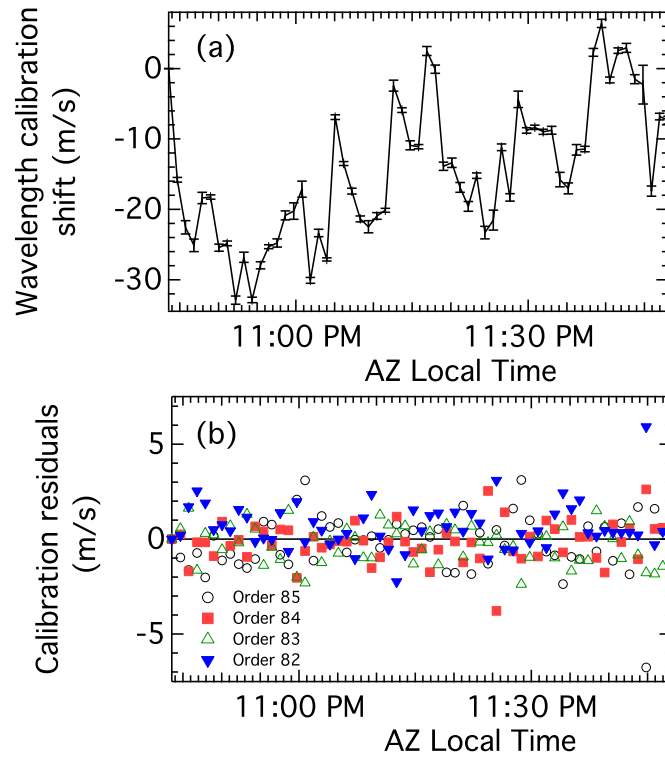 (a)
Wavelength calibration
shift (m/s)
0
-10
-20
-30
11:00 PM
11:30 PM
AZ Local Time
(b)
Calibration residuals
(m/s)
5
0
-5
Order 85
Order 84
Order 83
Order 82
11:00 PM
11:30 PM
AZ Local Time